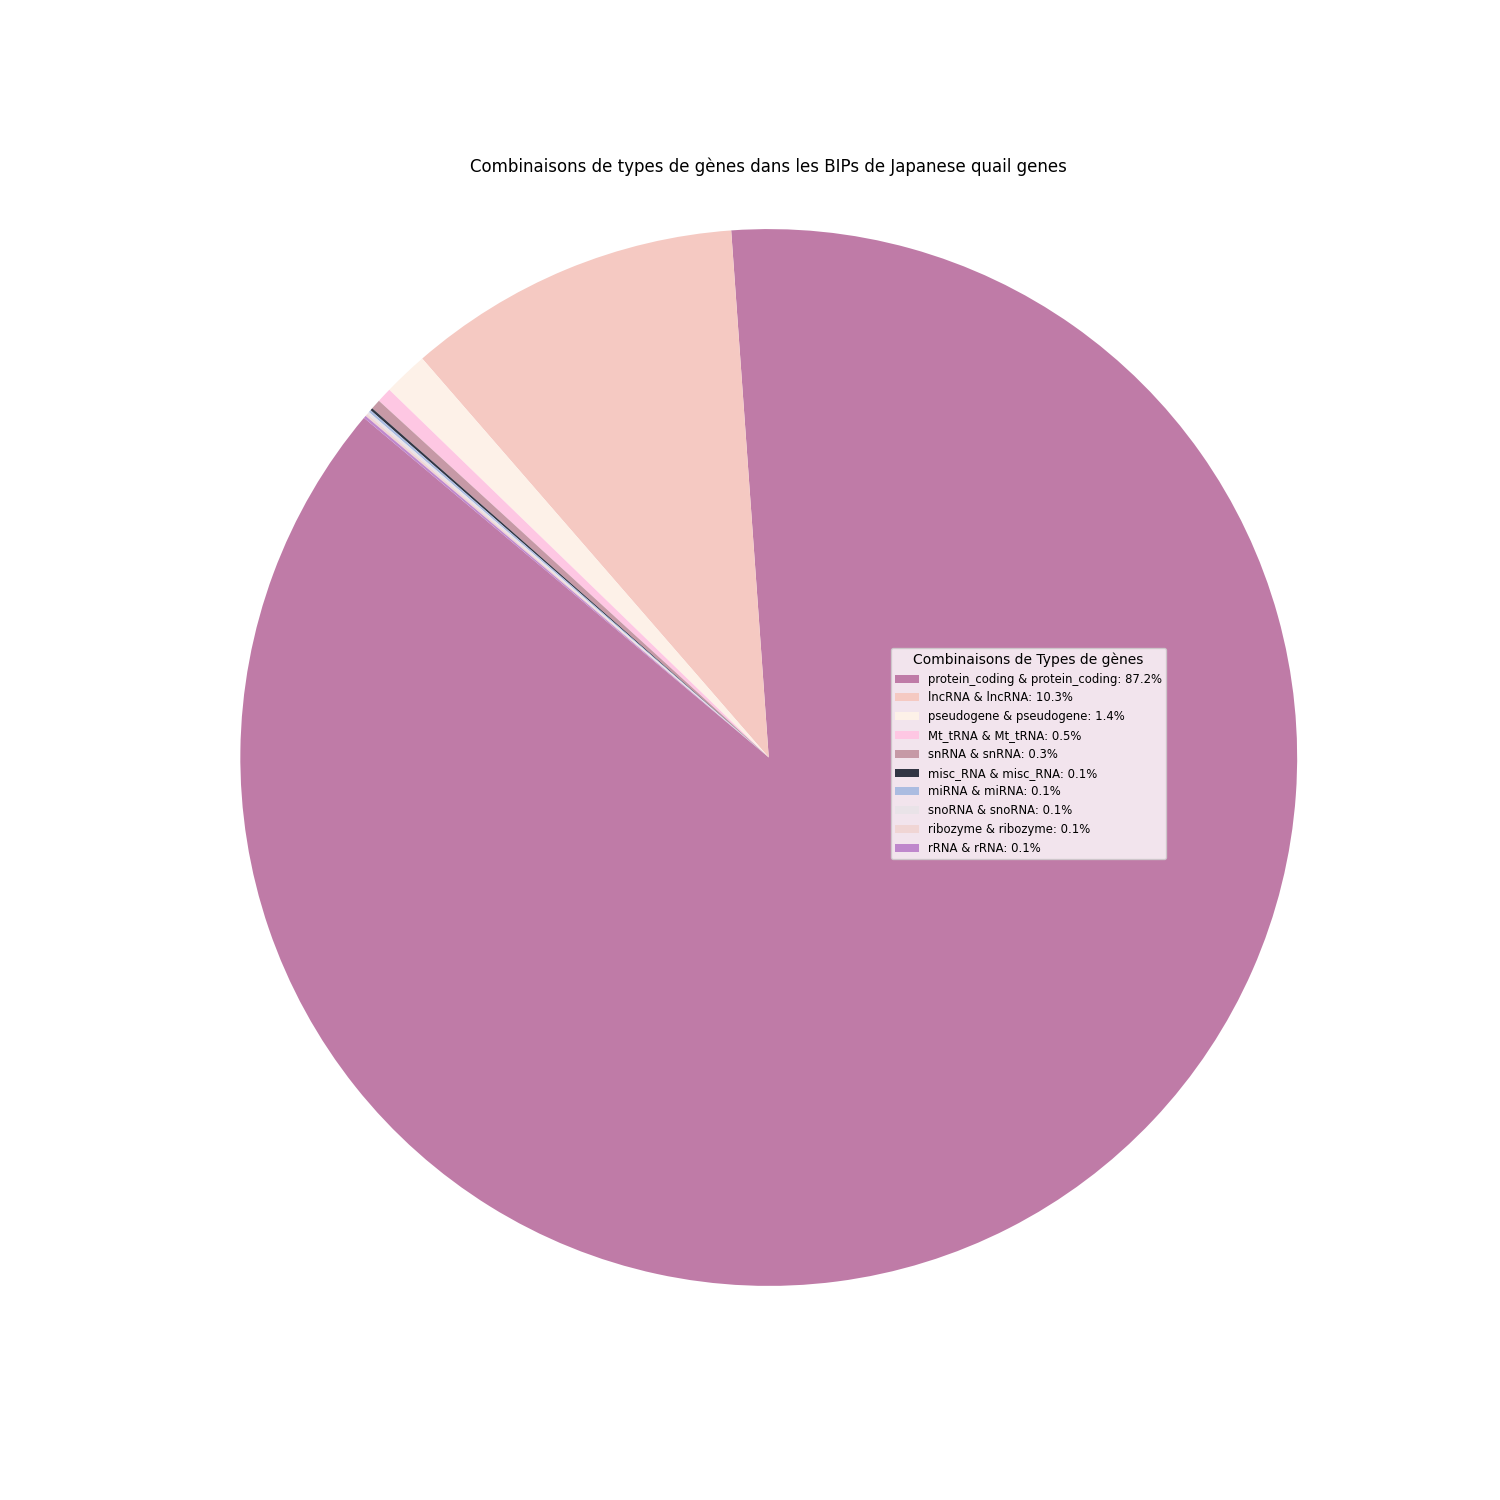 Combinaisons de types de gènes dans les BIPs de Japanese quail genes
Combinaisons de Types de gènes
protein_coding & protein_coding: 87.2%
lncRNA & lncRNA: 10.3%
pseudogene & pseudogene: 1.4%
Mt_tRNA & Mt_tRNA: 0.5%
snRNA & snRNA: 0.3%
misc_RNA & misc_RNA: 0.1%
miRNA & miRNA: 0.1%
snoRNA & snoRNA: 0.1%
ribozyme & ribozyme: 0.1%
rRNA & rRNA: 0.1%